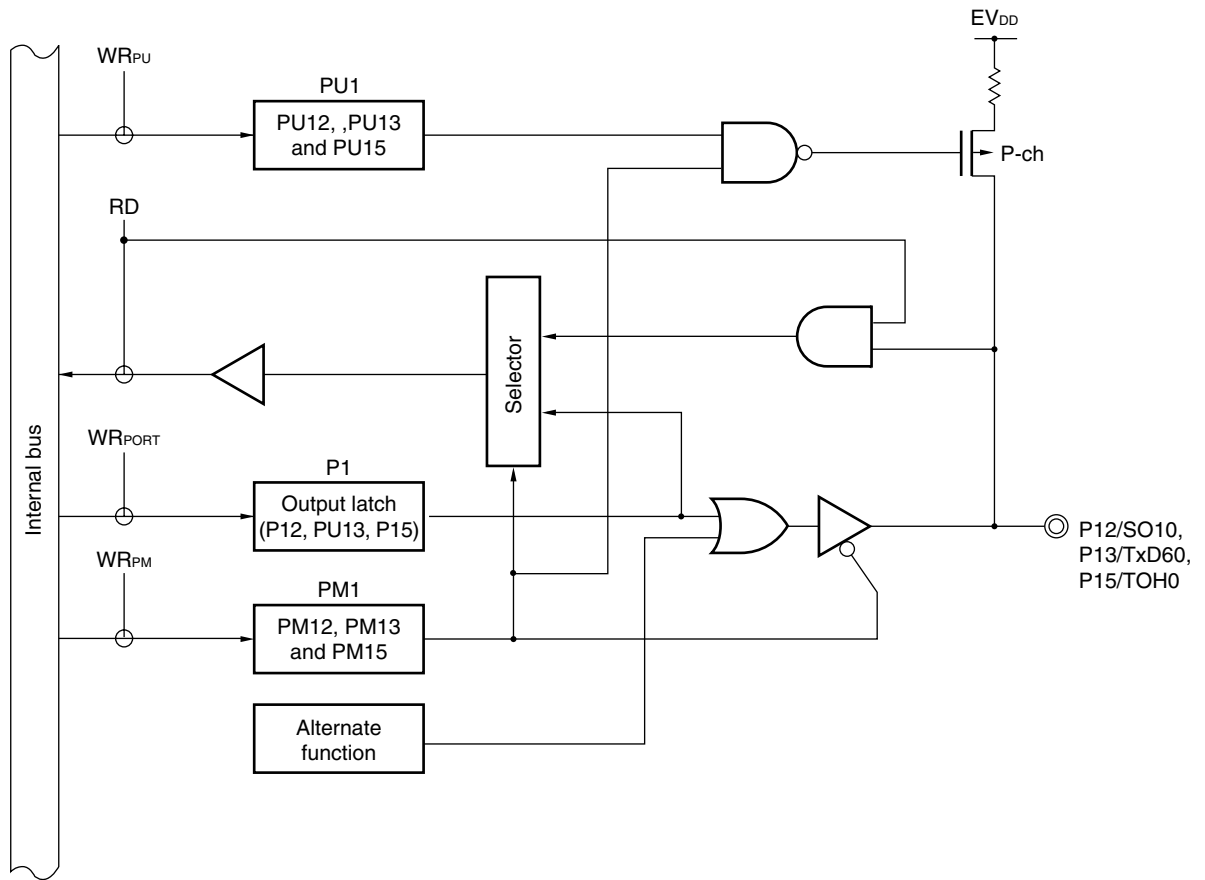 EVDD
WRPU
PU1
PU12, ,PU13
and PU15
P-ch
RD
Selector
Internal bus
WRPORT
P1
Output latch
(P12, PU13, P15)
WRPM
PM1
PM12, PM13
and PM15
P12/SO10,
P13/TxD60,
P15/TOH0
Alternate
function